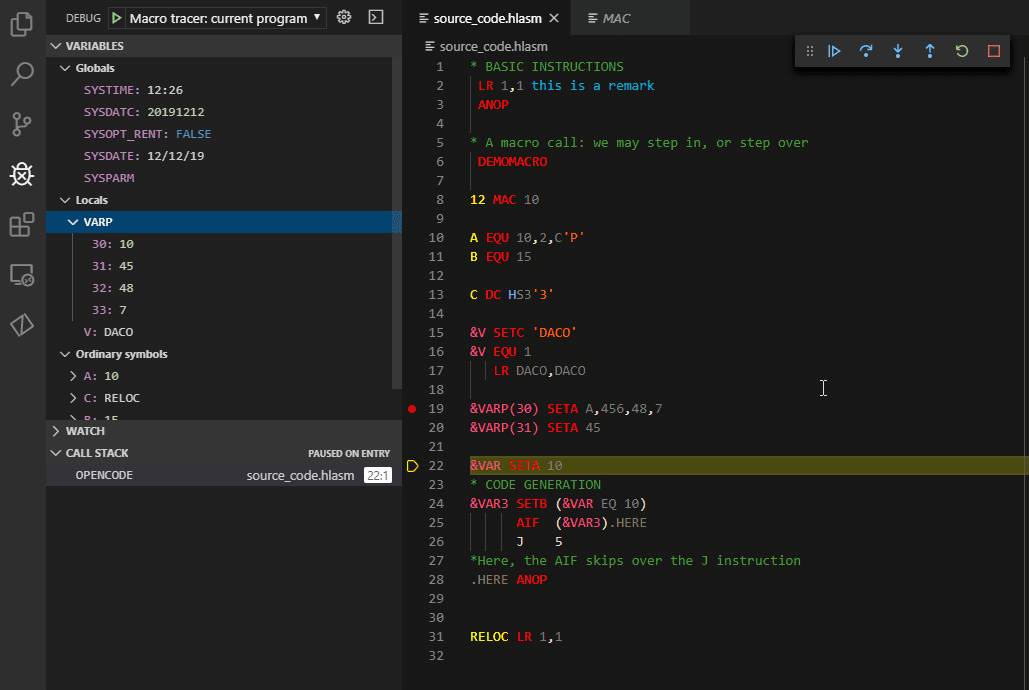 DEBUG Macro tracer: current program
VARIABLES
Globals
SYSTIME: 12:26
SYSDATC: 20191212
SYSOPT_RENT: FALSE
SYSDATE: 12/12/19
SYSPARM
Locals
VARP
30: 10
31: 45
32: 48
33: 7
V: DACO
Ordinary symbols
A: 10
C: RELOC
B: 15
WATCH
CALL STACK PAUSED ON ENTRY
OPENCODE source_code.hlasm 22:1
source_code.hlasm MAC
source_code.hlasm
1 * BASIC INSTRUCTIONS
2 LR 1,1 this is a remark
3 ANOP
4
5 * A macro call: we may step in, or step over
6 DEMOMACRO
7
8 12 MAC 10
9
10 A EQU 10,2,C'P'
11 B EQU 15
12
13 C DC HS3'3'
14
15 &V SETC 'DACO'
16 &V EQU 1
17 LR DACO,DACO
18
19 &VARP(30) SETA A,456,48,7
20 &VARP(31) SETA 45
21
22 &VAR SETA 10
23 * CODE GENERATION
24 &VAR3 SETB (&VAR EQ 10)
25 AIF (&VAR3).HERE
26 J 5
27 *Here, the AIF skips over the J instruction
28 .HERE ANOP
29
30
31 RELOC LR 1,1
32